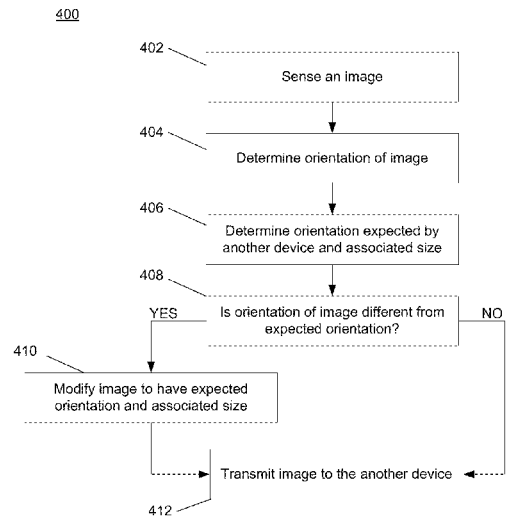 400
402
Sense an image
404
Determine orientation of image
406
Determine orientation expected by
another device and associated size
408
Is orientation of image different from
expected orientation?
YES
NO
410
Modify image to have expected
orientation and associated size
Transmit image to the another device
412